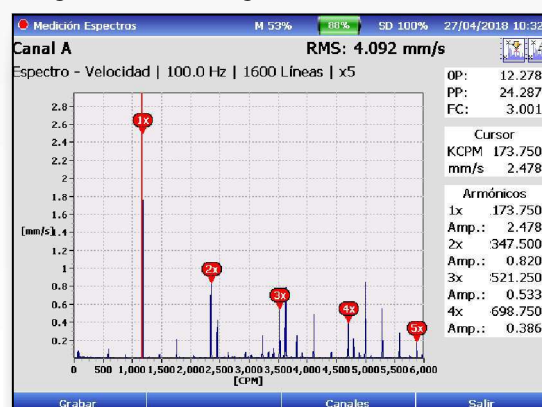 Medición Espectros M 53% 88% SD 100% 27/04/2018 10:32
Canal A RMS: 4.092 mm/s
Espectro - Velocidad | 100.0 Hz | 1600 Líneas | x5
0P: 12.278
PP: 24.287
FC: 3.001
Cursor
KCPM 173.750
mm/s 2.478
Armónicos
1x 173.750
Amp.: 2.478
2x 347.500
Amp.: 0.820
3x 521.250
Amp.: 0.533
4x 698.750
Amp.: 0.386
2.8
2.6
2.4
2.2
2
1.8
1.6
[mm/s]1.4
1.2
1
0.8
0.6
0.4
0.2
1x
2x
3x
4x
5x
0 500 1,000 1,500 2,000 2,500 3,000 3,500 4,000 4,500 5,000 5,500 6,000
[CPM]
Grabar Canales Salir